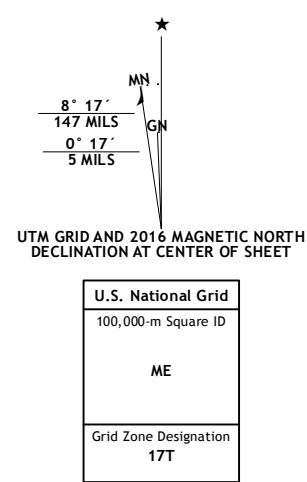 MN
8° 17´
147 MILS
GN
0° 17´
5 MILS
UTM GRID AND 2016 MAGNETIC NORTH
DECLINATION AT CENTER OF SHEET
U.S. National Grid
100,000-m Square ID
ME
Grid Zone Designation
17T